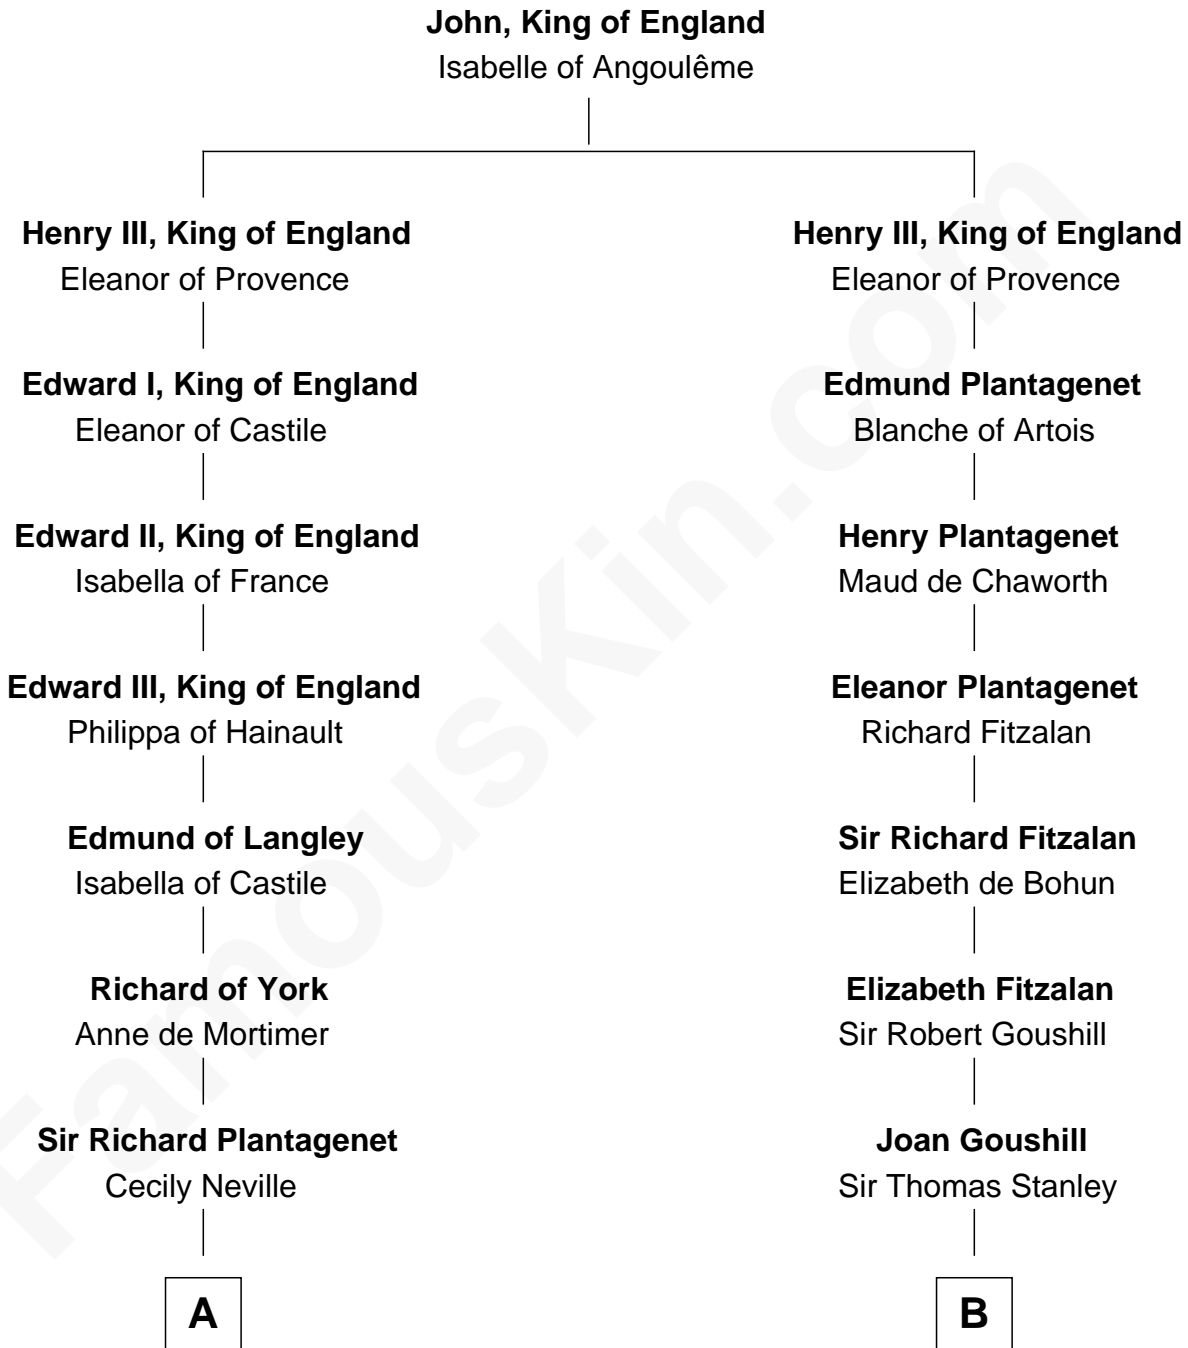 John, King of England
Isabelle of Angoulême
Henry III, King of England
Eleanor of Provence
Edward I, King of England
Eleanor of Castile
Edward II, King of England
Isabella of France
Edward III, King of England
Philippa of Hainault
Edmund of Langley
Isabella of Castile
Richard of York
Anne de Mortimer
Sir Richard Plantagenet
Cecily Neville
A
Henry III, King of England
Eleanor of Provence
Edmund Plantagenet
Blanche of Artois
Henry Plantagenet
Maud de Chaworth
Eleanor Plantagenet
Richard Fitzalan
Sir Richard Fitzalan
Elizabeth de Bohun
Elizabeth Fitzalan
Sir Robert Goushill
Joan Goushill
Sir Thomas Stanley
B
FamousKin.com